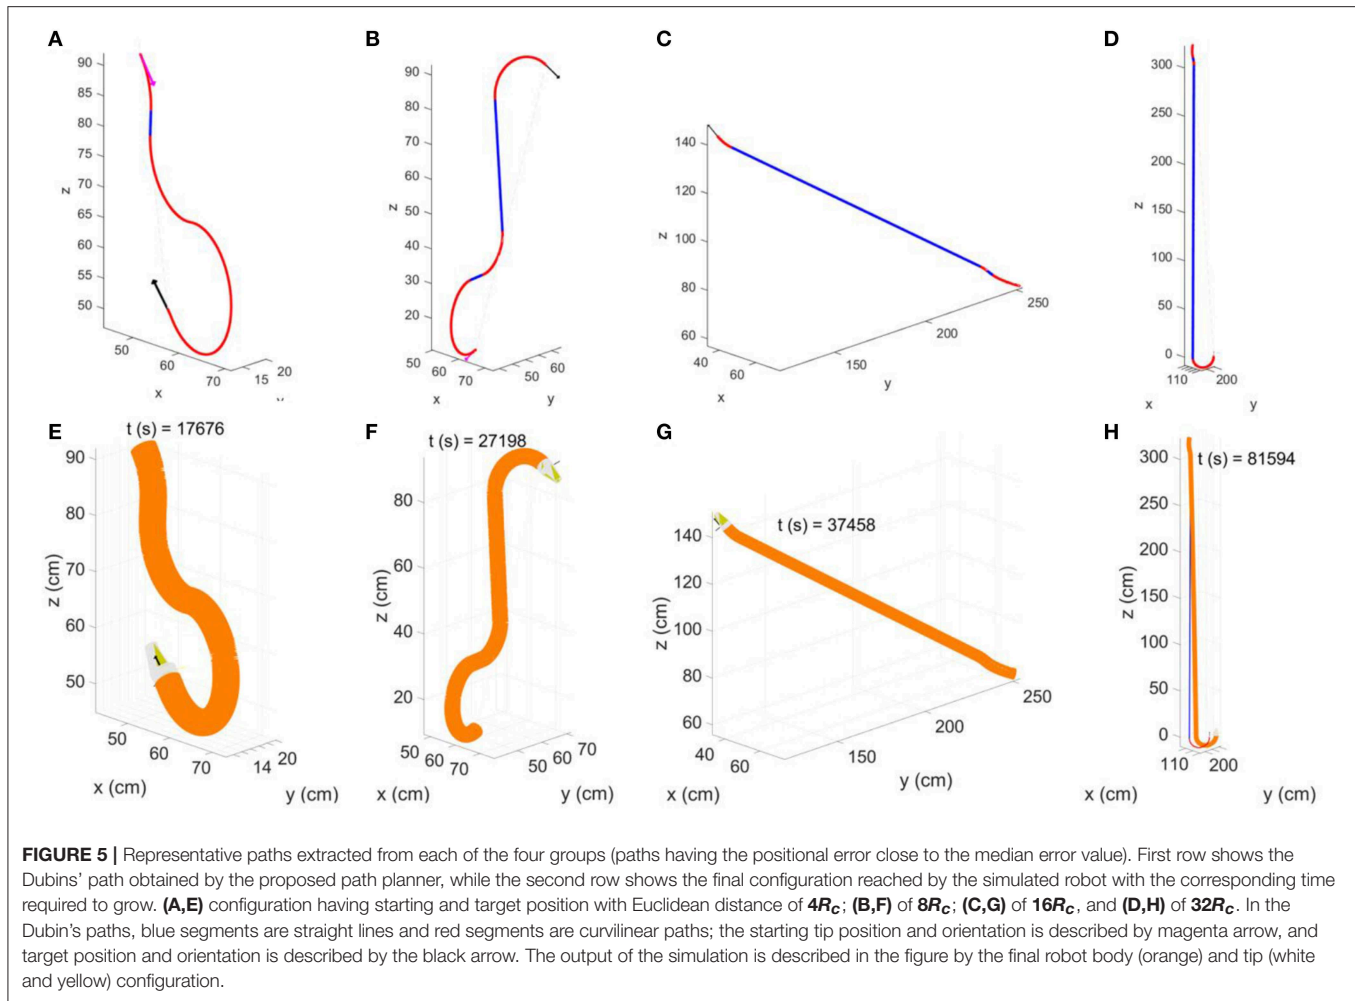 A
B
C
D
90
85
80
75
70
65
60
55
50
z
50
60
70
15
20
x
90
80
70
60
50
40
30
20
z
50
60
70
50
60
x
y
140
120
100
80
60
z
40
60
150
200
250
x
y
300
250
200
150
100
50
0
z
110
200
x
y
E
F
G
H
t (s) = 17676
90
80
70
60
50
z (cm)
50
60
70
14
20
x (cm)
y (cm)
t (s) = 27198
80
60
40
20
z (cm)
50
60
70
50
60
70
x (cm)
y (cm)
t (s) = 37458
140
120
100
80
60
z (cm)
40
60
150
200
250
x (cm)
y (cm)
t (s) = 81594
300
250
200
150
100
50
0
z (cm)
110
200
x (cm)
y (cm)
FIGURE 5 | Representative paths extracted from each of the four groups (paths having the positional error close to the median error value). First row shows the
Dubins' path obtained by the proposed path planner, while the second row shows the final configuration reached by the simulated robot with the corresponding time
required to grow. (A,E) configuration having starting and target position with Euclidean distance of 4Rc; (B,F) of 8Rc; (C,G) of 16Rc, and (D,H) of 32Rc. In the
Dubin's paths, blue segments are straight lines and red segments are curvilinear paths; the starting tip position and orientation is described by magenta arrow, and
target position and orientation is described by the black arrow. The output of the simulation is described in the figure by the final robot body (orange) and tip (white
and yellow) configuration.